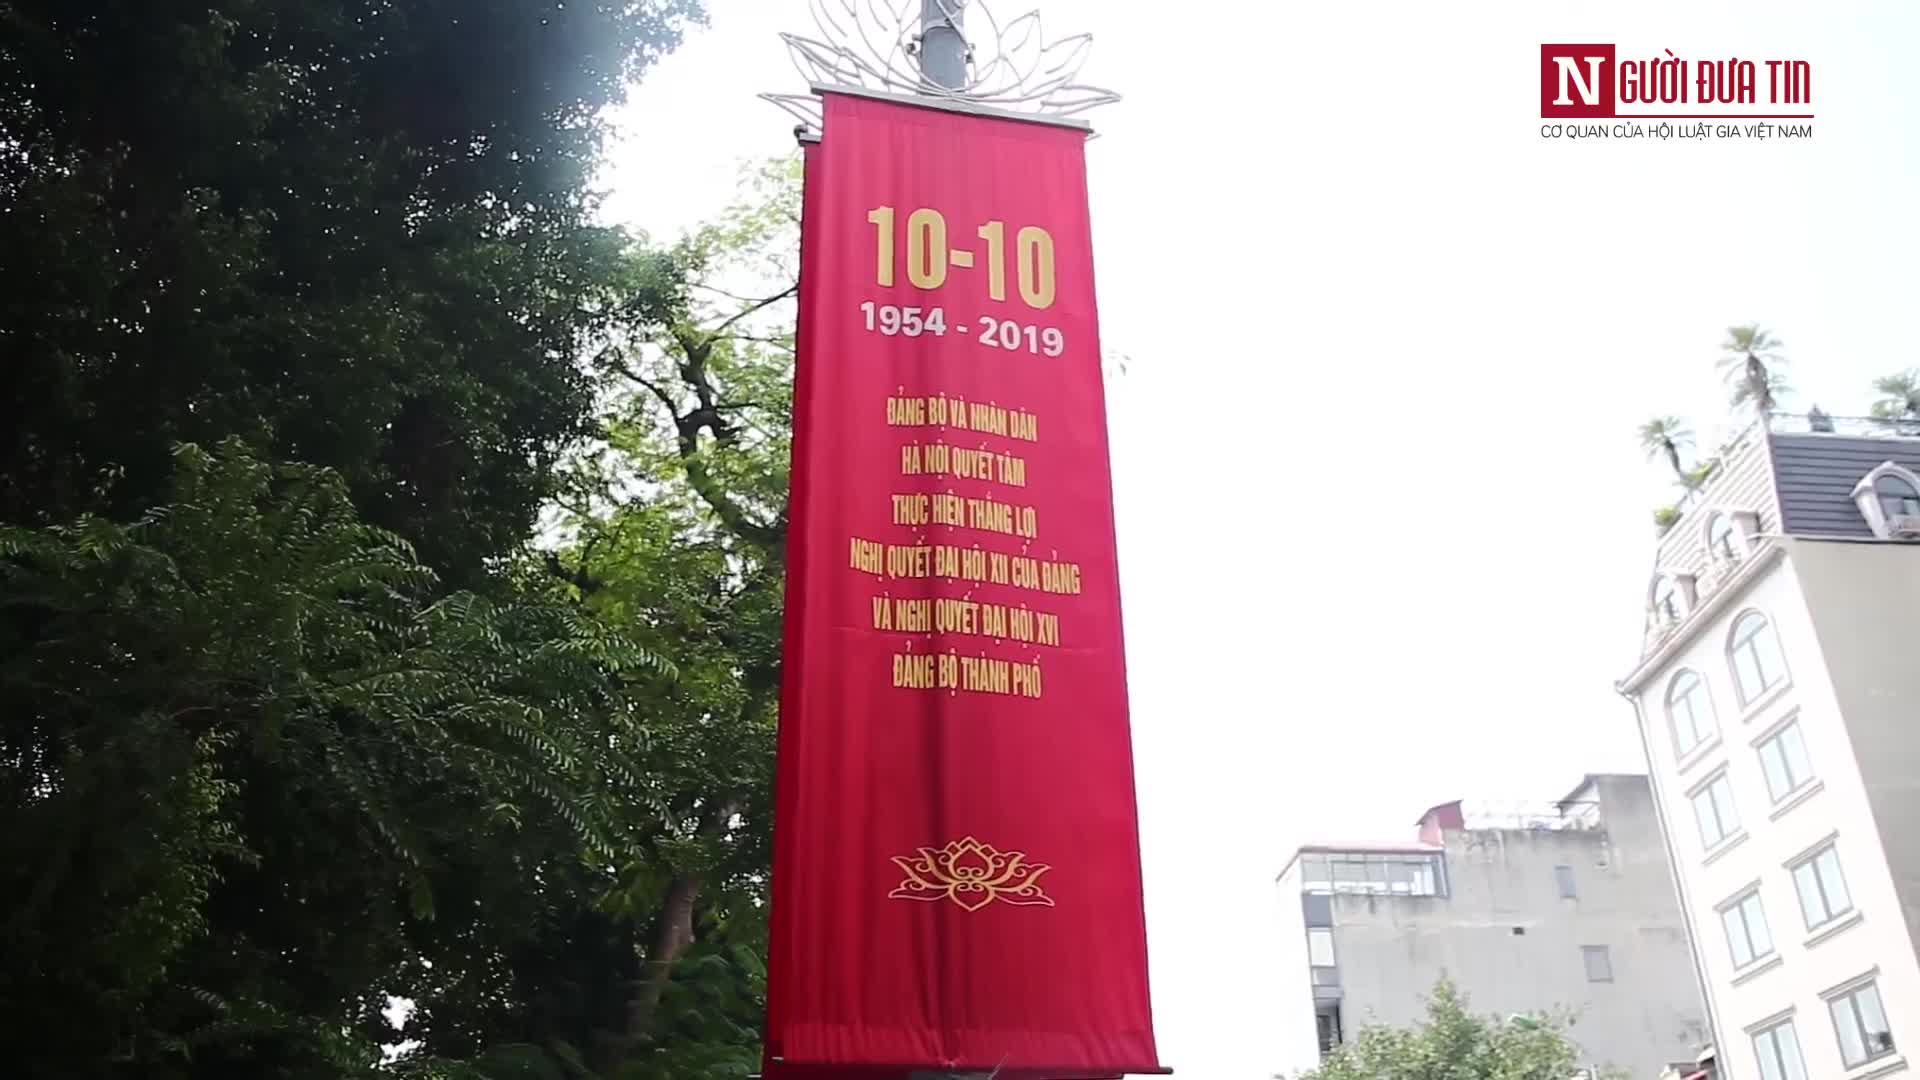 NGƯỜI ĐƯA TIN
CƠ QUAN CỦA HỘI LUẬT GIA VIỆT NAM
10-10
1954 - 2019
ĐẢNG BỘ VÀ NHÂN DÂN
HÀ NỘI QUYẾT TÂM
THỰC HIỆN THẮNG LỢI
NGHỊ QUYẾT ĐẠI HỘI XII CỦA ĐẢNG
VÀ NGHỊ QUYẾT ĐẠI HỘI XVI
ĐẢNG BỘ THÀNH PHỐ